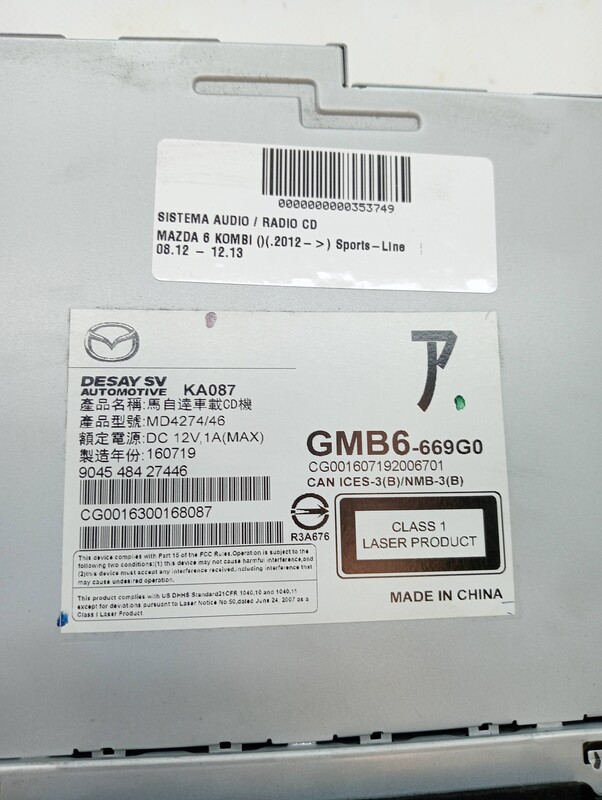 0000000000353749
SISTEMA AUDIO / RADIO CD
MAZDA 6 KOMBI ()(.2012->) Sports-Line
08.12 - 12.13
DESAY SV
AUTOMOTIVE KA087
產品名稱:馬自達車載CD機
產品型號:MD4274/46
額定電源:DC 12V,1A(MAX)
製造年份:160719
9045 484 27446
CG0016300168087
ア
GMB6-669G0
CG001607192006701
CAN ICES-3(B)/NMB-3(B)
R3A676
CLASS 1
LASER PRODUCT
This device complies with Part 15 of the FCC Rules.Operation is subject to the
following two conditions:(1) this device may not cause harmful interference,and
(2)this device must accept any interference received,including interference that
may cause undesired operation.
This product complies with US DHHS Standard21CFR 1040.10 and 1040.11
except for deviations pursuant to Laser Notice No.50,dated June 24, 2007 as a
Class I Laser Product.
MADE IN CHINA